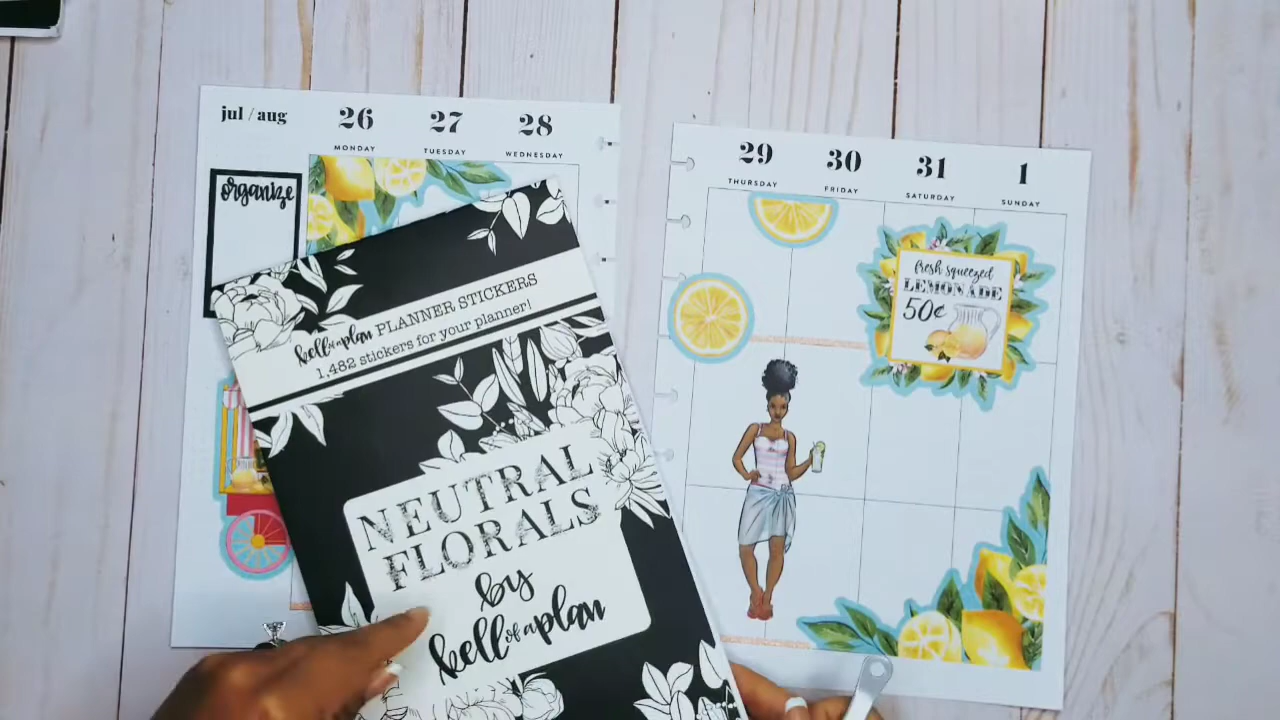 jul / aug
26
MONDAY
27
TUESDAY
28
WEDNESDAY
organize
29
THURSDAY
30
FRIDAY
31
SATURDAY
1
SUNDAY
fresh squeezed
LEMONADE
50¢
bell of a plan PLANNER STICKERS
1,482 stickers for your planner!
NEUTRAL
FLORALS
by
bell of a plan